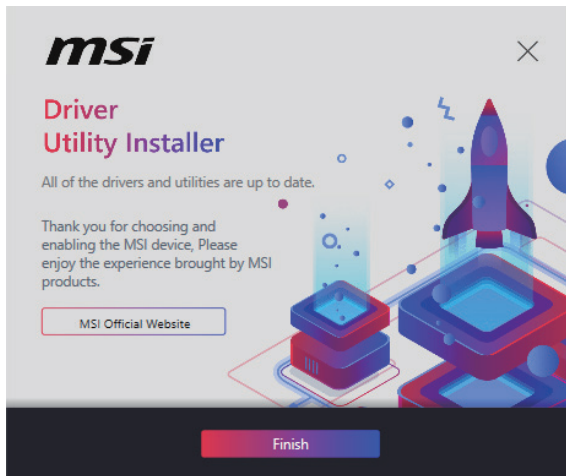 msi
Driver
Utility Installer
All of the drivers and utilities are up to date.
Thank you for choosing and
enabling the MSI device, Please
enjoy the experience brought by MSI
products.
MSI Official Website
Finish